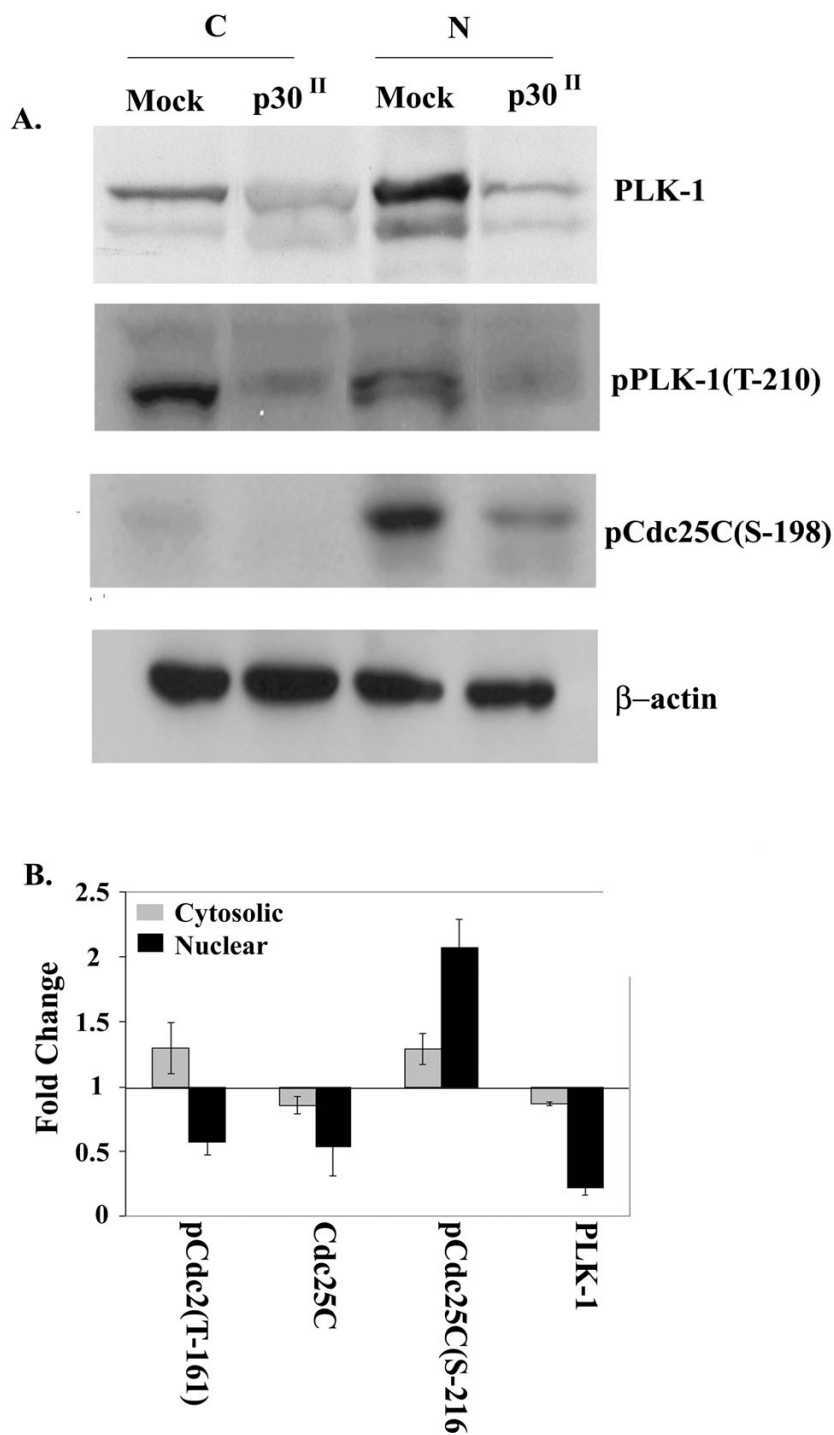 C N
Mock p30 II Mock p30 II
A.
PLK-1
pPLK-1(T-210)
pCdc25C(S-198)
β–actin
B.
2.5
2
1.5
1
0.5
0
Fold Change
Cytosolic
Nuclear
pCdc2(T-161)
Cdc25C
pCdc25C(S-216
PLK-1